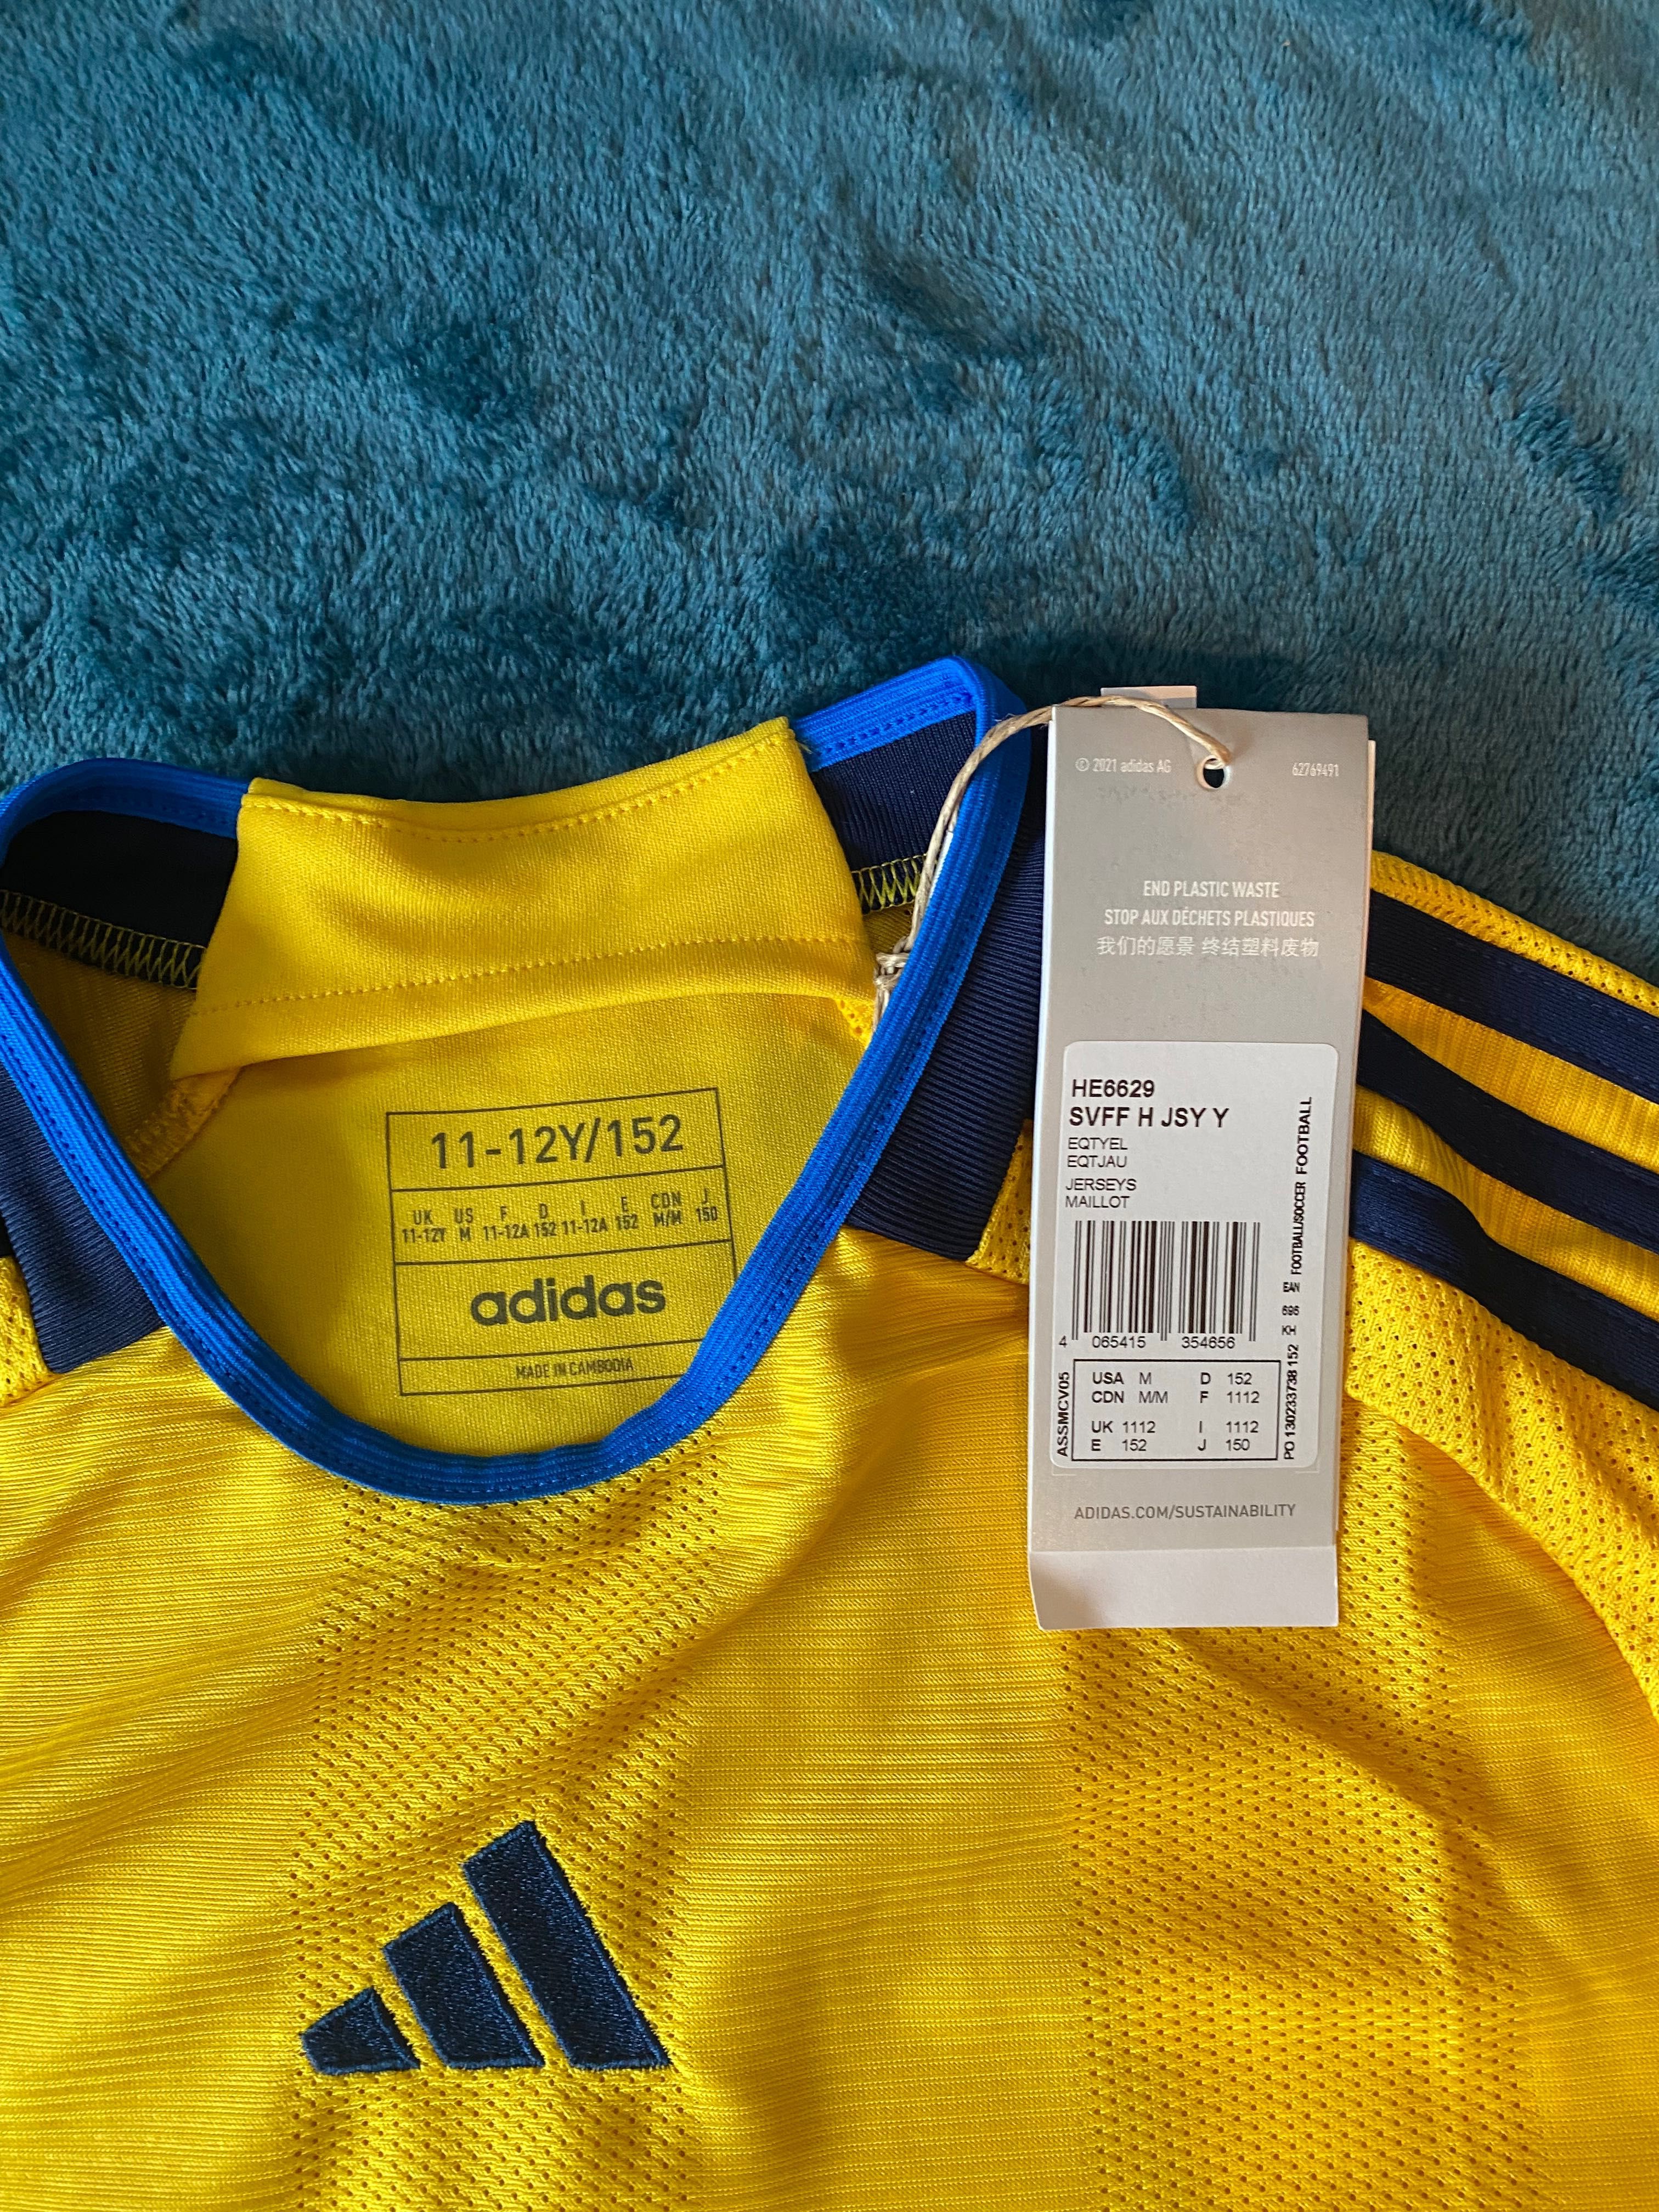 © 2021 adidas AG 62769491
END PLASTIC WASTE
STOP AUX DÉCHETS PLASTIQUES
我们的愿景 终结塑料废物
HE6629
SVFF H JSY Y
EQTYEL
EQTJAU
JERSEYS
MAILLOT
4 065415 354656
USA M D 152
CDN M/M F 1112
UK 1112 I 1112
E 152 J 150
ASSMCV05
PO 130233738 152 KH 696 EAN FOOTBALL/SOCCER FOOTBALL
ADIDAS.COM/SUSTAINABILITY
11-12Y/152
UK US F D I E CDN J
11-12Y M 11-12A 152 11-12A 152 M/M 150
adidas
MADE IN CAMBODIA